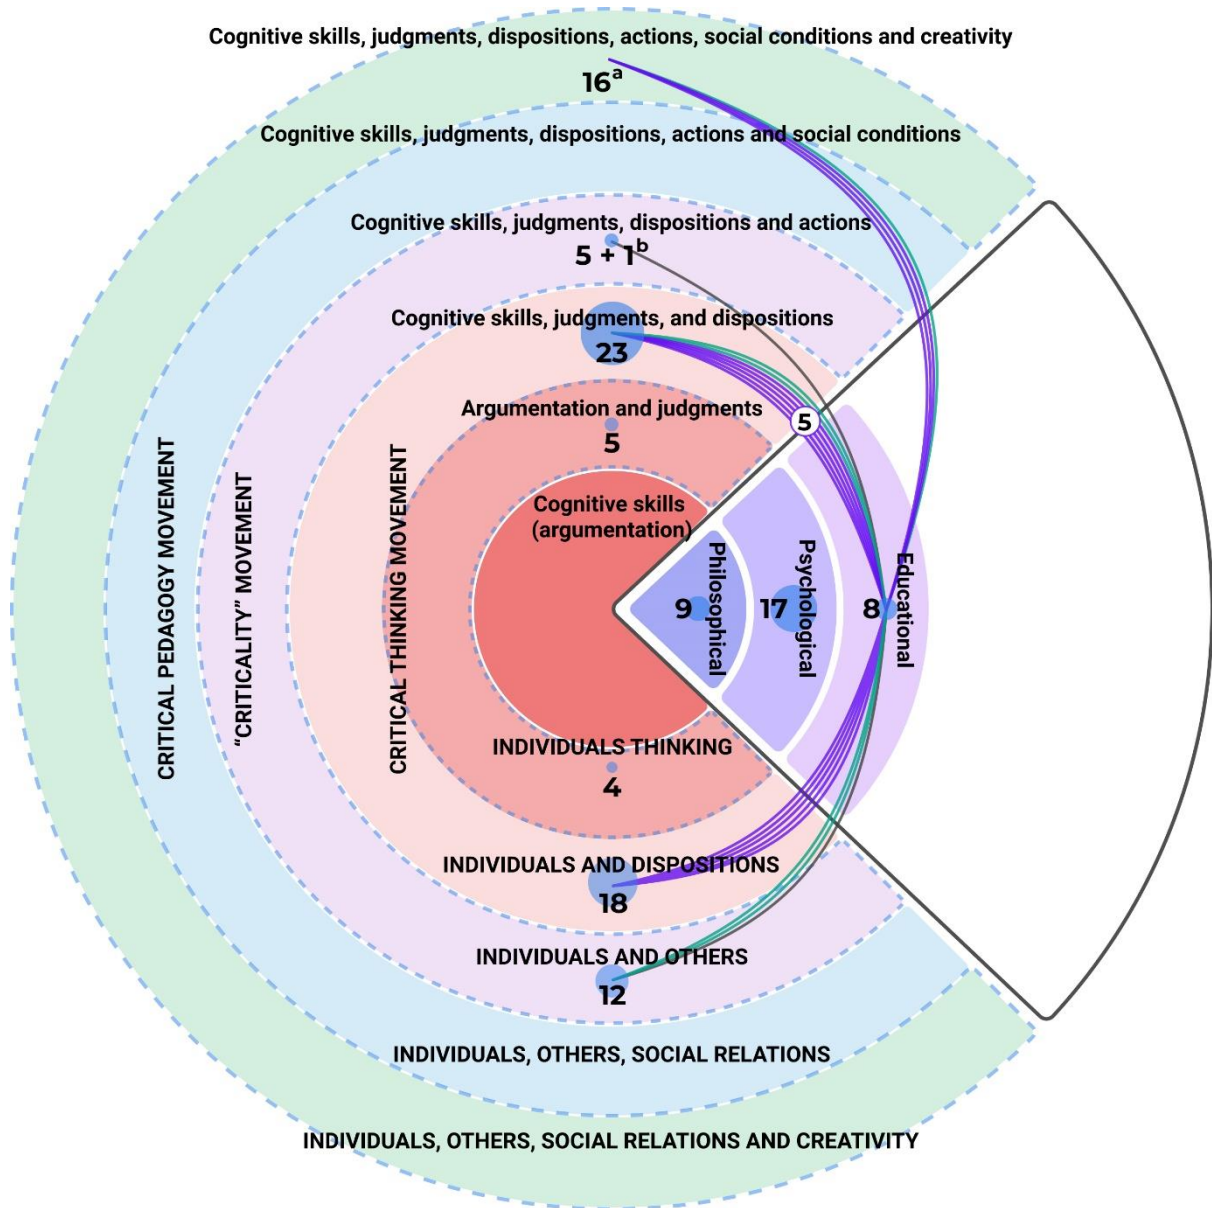 Cognitive skills, judgments, dispositions, actions, social conditions and creativity
16a
Cognitive skills, judgments, dispositions, actions and social conditions
Cognitive skills, judgments, dispositions and actions
5 + 1b
Cognitive skills, judgments, and dispositions
23
Argumentation and judgments
5
5
Cognitive skills
(argumentation)
CRITICAL PEDAGOGY MOVEMENT
“CRITICALITY” MOVEMENT
CRITICAL THINKING MOVEMENT
9
Philosophical
17
Psychological
8
Educational
INDIVIDUALS THINKING
4
INDIVIDUALS AND DISPOSITIONS
18
INDIVIDUALS AND OTHERS
12
INDIVIDUALS, OTHERS, SOCIAL RELATIONS
INDIVIDUALS, OTHERS, SOCIAL RELATIONS AND CREATIVITY